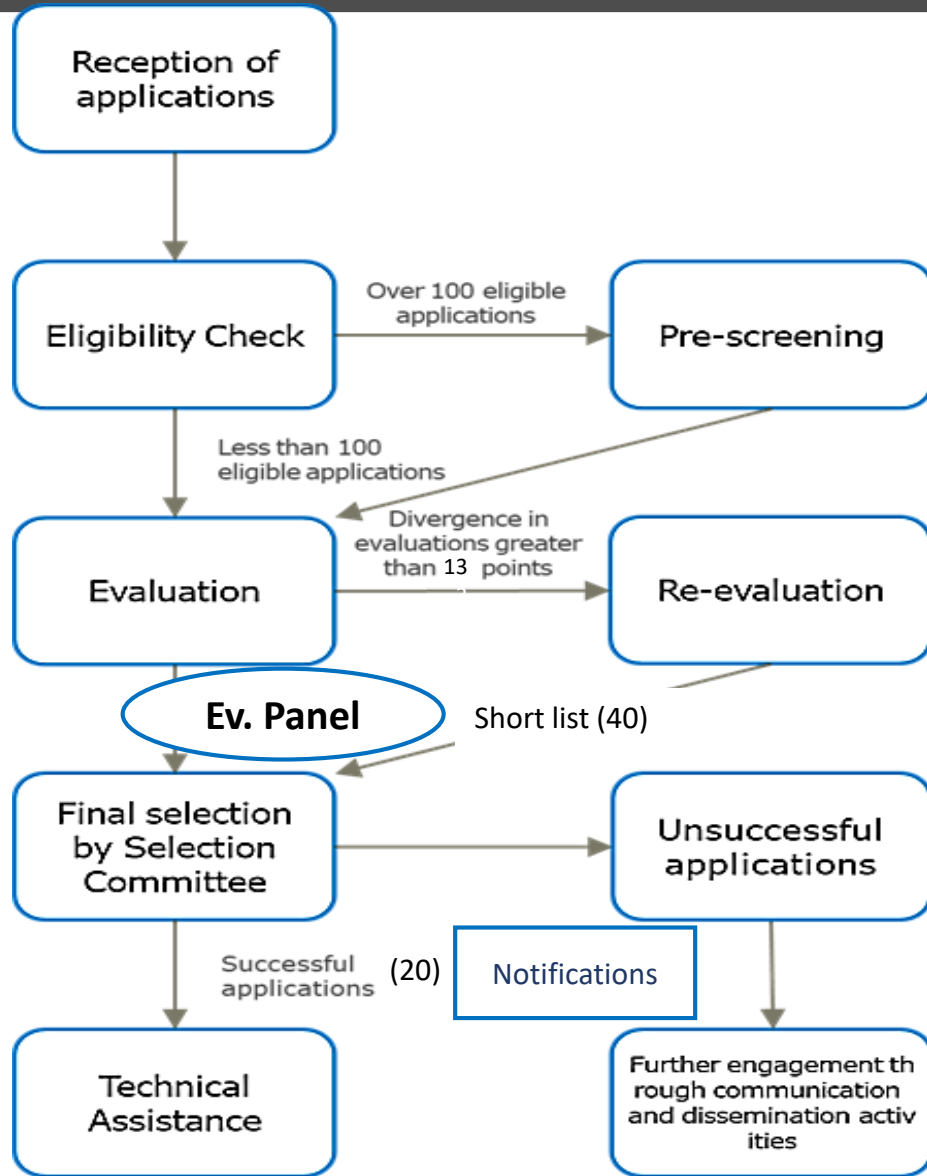 Reception of
applications
Over 100 eligible
applications
Eligibility Check
Pre-screening
Less than 100
eligible applications
Divergence in
evaluations greater
than 13 points
Evaluation
Re-evaluation
Ev. Panel
Short list (40)
Final selection
by Selection
Committee
Unsuccessful
applications
Successful
applications
(20)
Notifications
Technical
Assistance
Further engagement th
rough communication
and dissemination activ
ities